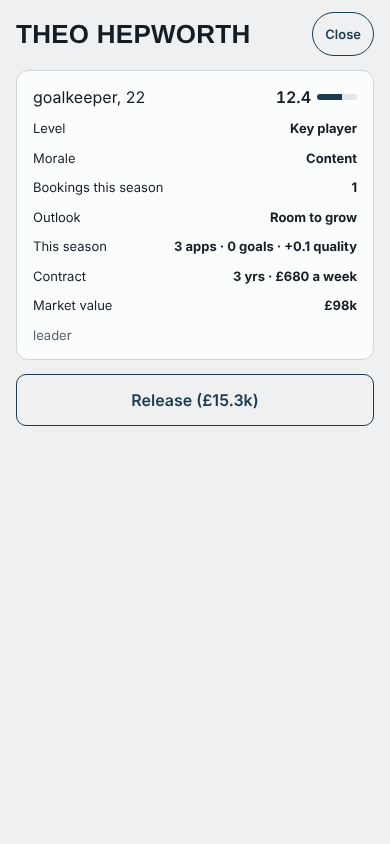 THEO HEPWORTH Close
goalkeeper, 22 12.4
Level Key player
Morale Content
Bookings this season 1
Outlook Room to grow
This season 3 apps · 0 goals · +0.1 quality
Contract 3 yrs · £680 a week
Market value £98k
leader
Release (£15.3k)